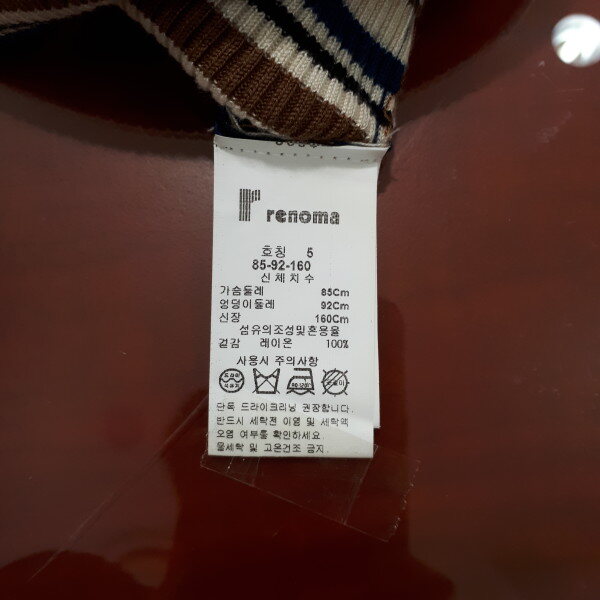 renoma
호칭 5
85-92-160
신체치수
가슴둘레 85Cm
엉덩이둘레 92Cm
신장 160Cm
섬유의조성및혼용율
겉감 레이온 100%
사용시 주의사항
드라이
단독 드라이크리닝 권장합니다.
반드시 세탁전 이염 및 세탁액
오염 여부를 확인하세요.
물세탁 및 고온건조 금지.